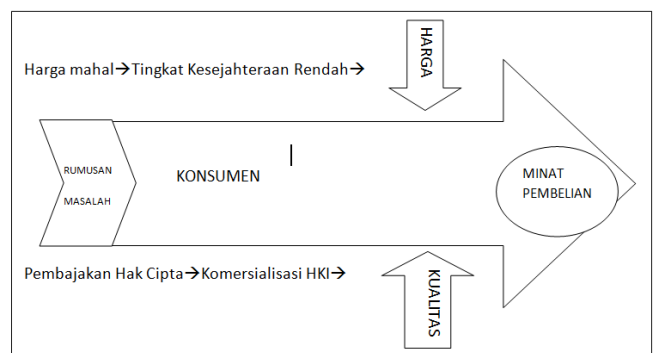 HARGA
Harga mahal→Tingkat Kesejahteraan Rendah→
RUMUSAN
MASALAH
KONSUMEN
MINAT
PEMBELIAN
Pembajakan Hak Cipta→Komersialisasi HKI→
KUALITAS